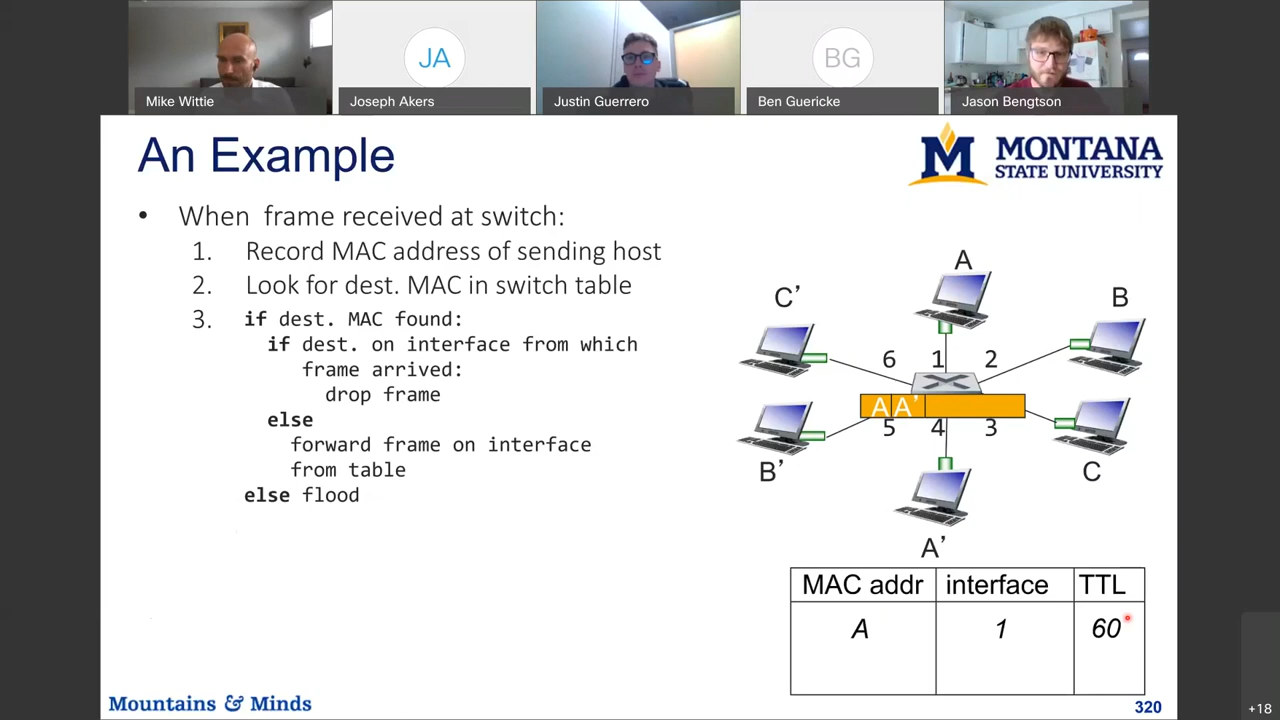 JA
BG
Mike Wittie
Joseph Akers
Justin Guerrero
Ben Guericke
Jason Bengtson
An Example
M MONTANA
STATE UNIVERSITY
• When frame received at switch:
1. Record MAC address of sending host
2. Look for dest. MAC in switch table
3. if dest. MAC found:
if dest. on interface from which
frame arrived:
drop frame
else
forward frame on interface
from table
else flood
A
C’
B
6 1 2
A A’
5 4 3
B’
C
A’
MAC addr interface TTL
A 1 60
Mountains & Minds
320
+18